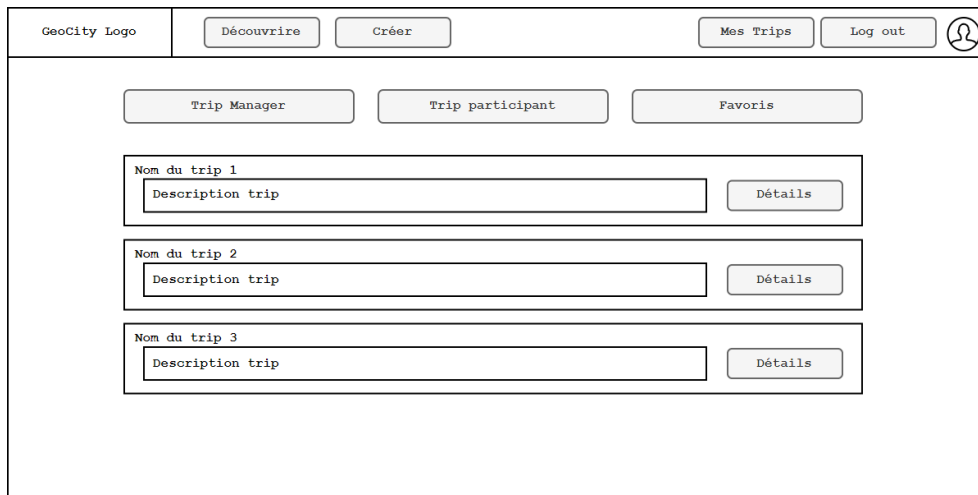 GeoCity Logo
Découvrire
Créer
Mes Trips
Log out
Trip Manager
Trip participant
Favoris
Nom du trip 1
Description trip
Détails
Nom du trip 2
Description trip
Détails
Nom du trip 3
Description trip
Détails